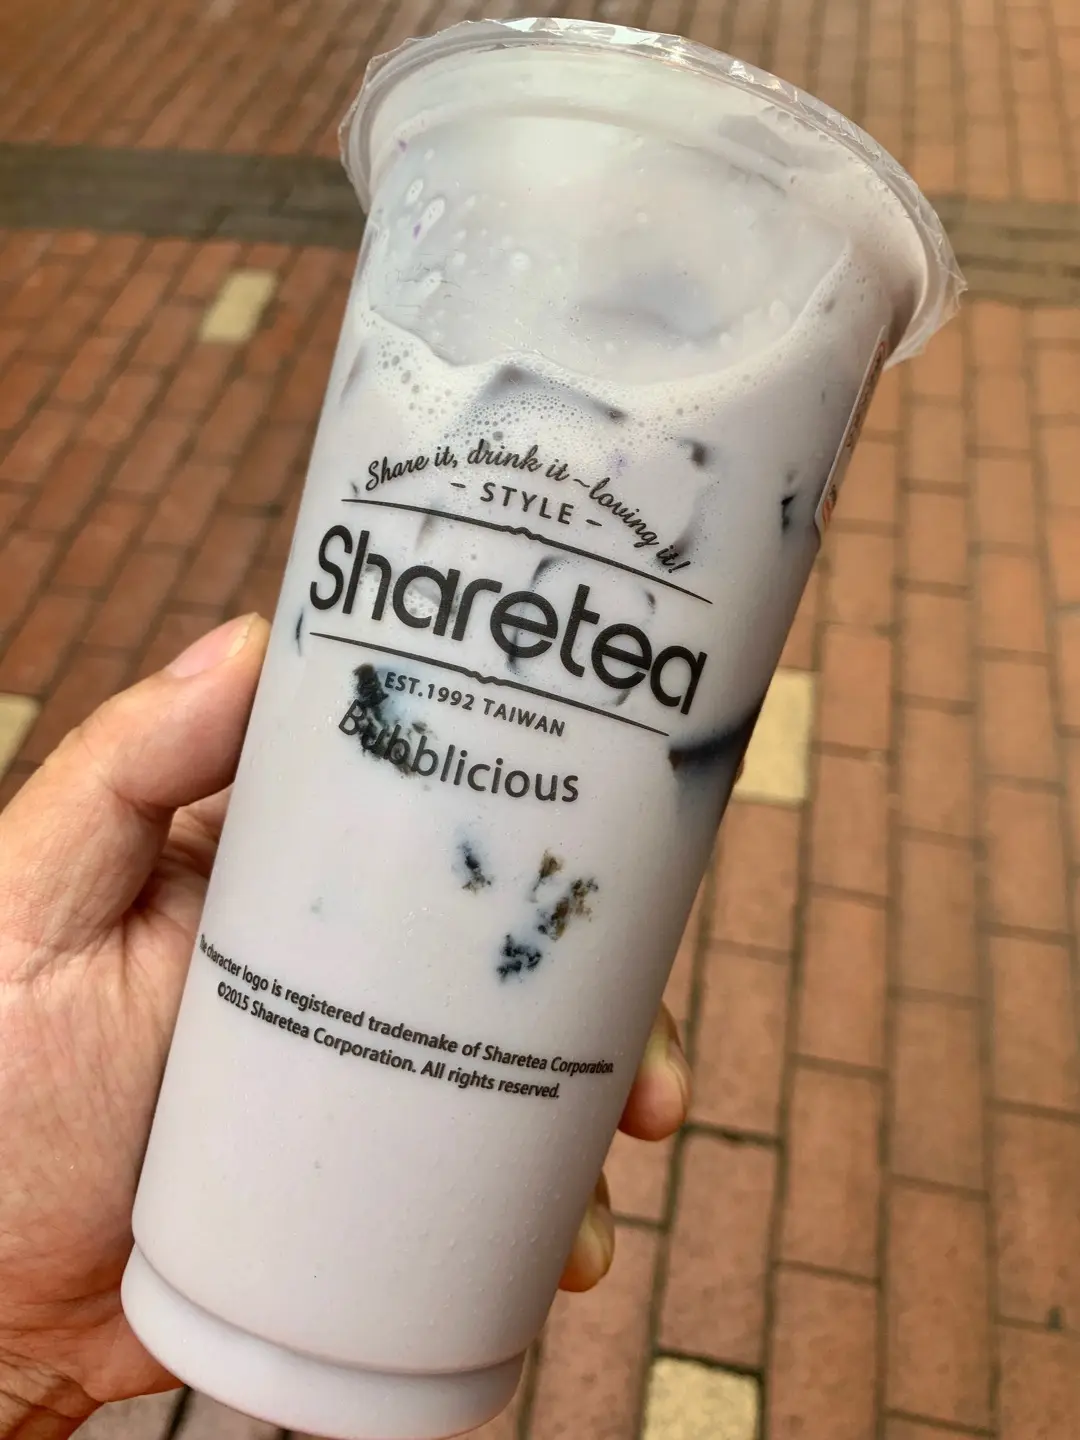 Share it, drink it ~loving it!
- STYLE -
Sharetea
EST.1992 TAIWAN
Bubblicious
The character logo is registered trademake of Sharetea Corporation.
©2015 Sharetea Corporation. All rights reserved.